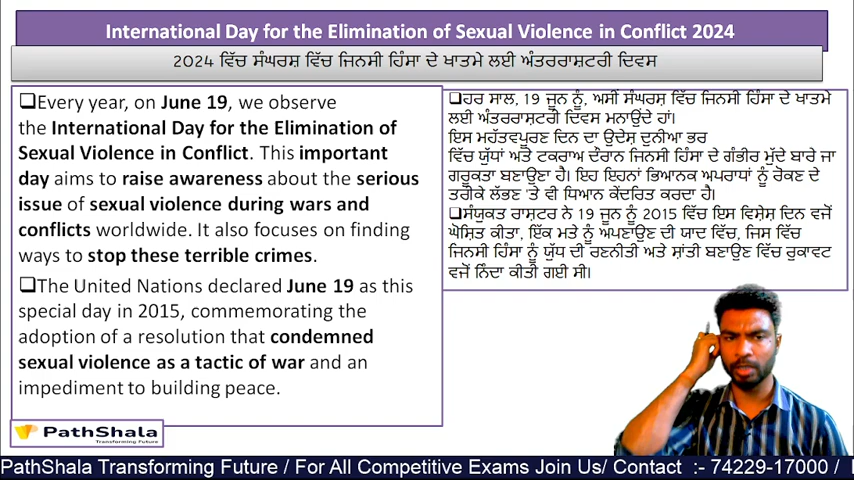 International Day for the Elimination of Sexual Violence in Conflict 2024
2024 ਵਿੱਚ ਸੰਘਰਸ਼ ਵਿੱਚ ਜਿਨਸੀ ਹਿੰਸਾ ਦੇ ਖਾਤਮੇ ਲਈ ਅੰਤਰਰਾਸ਼ਟਰੀ ਦਿਵਸ
❑Every year, on June 19, we observe
the International Day for the Elimination of
Sexual Violence in Conflict. This important
day aims to raise awareness about the serious
issue of sexual violence during wars and
conflicts worldwide. It also focuses on finding
ways to stop these terrible crimes.
❑The United Nations declared June 19 as this
special day in 2015, commemorating the
adoption of a resolution that condemned
sexual violence as a tactic of war and an
impediment to building peace.
❑ਹਰ ਸਾਲ, 19 ਜੂਨ ਨੂੰ, ਅਸੀਂ ਸੰਘਰਸ਼ ਵਿੱਚ ਜਿਨਸੀ ਹਿੰਸਾ ਦੇ ਖਾਤਮੇ
ਲਈ ਅੰਤਰਰਾਸ਼ਟਰੀ ਦਿਵਸ ਮਨਾਉਂਦੇ ਹਾਂ।
ਇਸ ਮਹੱਤਵਪੂਰਣ ਦਿਨ ਦਾ ਉਦੇਸ਼ ਦੁਨੀਆ ਭਰ
ਵਿੱਚ ਯੁੱਧਾਂ ਅਤੇ ਟਕਰਾਅ ਦੌਰਾਨ ਜਿਨਸੀ ਹਿੰਸਾ ਦੇ ਗੰਭੀਰ ਮੁੱਦੇ ਬਾਰੇ ਜਾ
ਗਰੂਕਤਾ ਬਣਾਉਣਾ ਹੈ। ਇਹ ਇਹਨਾਂ ਭਿਆਨਕ ਅਪਰਾਧਾਂ ਨੂੰ ਰੋਕਣ ਦੇ
ਤਰੀਕੇ ਲੱਭਣ 'ਤੇ ਵੀ ਧਿਆਨ ਕੇਂਦਰਿਤ ਕਰਦਾ ਹੈ।
❑ਸੰਯੁਕਤ ਰਾਸ਼ਟਰ ਨੇ 19 ਜੂਨ ਨੂੰ 2015 ਵਿੱਚ ਇਸ ਵਿਸ਼ੇਸ਼ ਦਿਨ ਵਜੋਂ
ਘੋਸ਼ਿਤ ਕੀਤਾ, ਇੱਕ ਮਤੇ ਨੂੰ ਅਪਣਾਉਣ ਦੀ ਯਾਦ ਵਿੱਚ, ਜਿਸ ਵਿੱਚ
ਜਿਨਸੀ ਹਿੰਸਾ ਨੂੰ ਯੁੱਧ ਦੀ ਰਣਨੀਤੀ ਅਤੇ ਸ਼ਾਂਤੀ ਬਣਾਉਣ ਵਿੱਚ ਰੁਕਾਵਟ
ਵਜੋਂ ਨਿੰਦਾ ਕੀਤੀ ਗਈ ਸੀ।
PathShala
Transforming Future
PathShala Transforming Future / For All Competitive Exams Join Us/ Contact :- 74229-17000 /